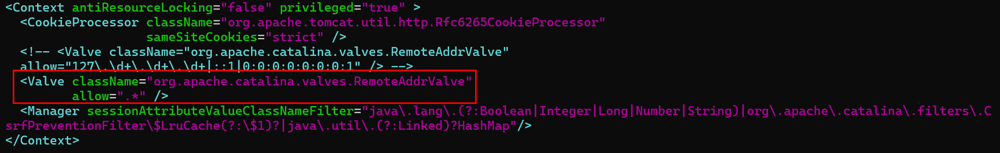 <Context antiResourceLocking="false" privileged="true" >
<CookieProcessor className="org.apache.tomcat.util.http.Rfc6265CookieProcessor"
sameSiteCookies="strict" />
<!-- <Valve className="org.apache.catalina.valves.RemoteAddrValve"
allow="127\.\d+\.\d+\.\d+|::1|0:0:0:0:0:0:0:1" /> -->
<Valve className="org.apache.catalina.valves.RemoteAddrValve"
allow=".*" />
<Manager sessionAttributeValueClassNameFilter="java\.lang\.(?:Boolean|Integer|Long|Number|String)|org\.apache\.catalina\.filters\.C
srfPreventionFilter\$LruCache(?:\$1)?|java\.util\.(?:Linked)?HashMap"/>
</Context>